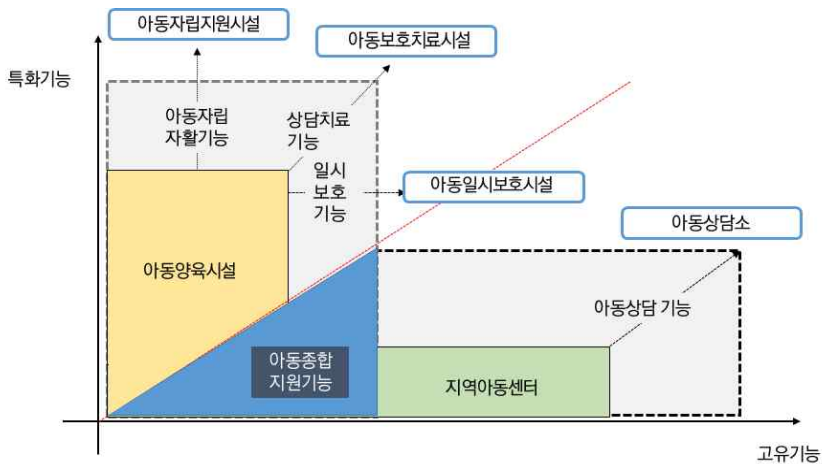 아동자립지원시설
아동보호치료시설
특화기능
아동자립
자활기능
상담치료
기능
일시
보호
기능
아동일시보호시설
아동상담소
아동양육시설
아동상담 기능
아동종합
지원기능
지역아동센터
고유기능